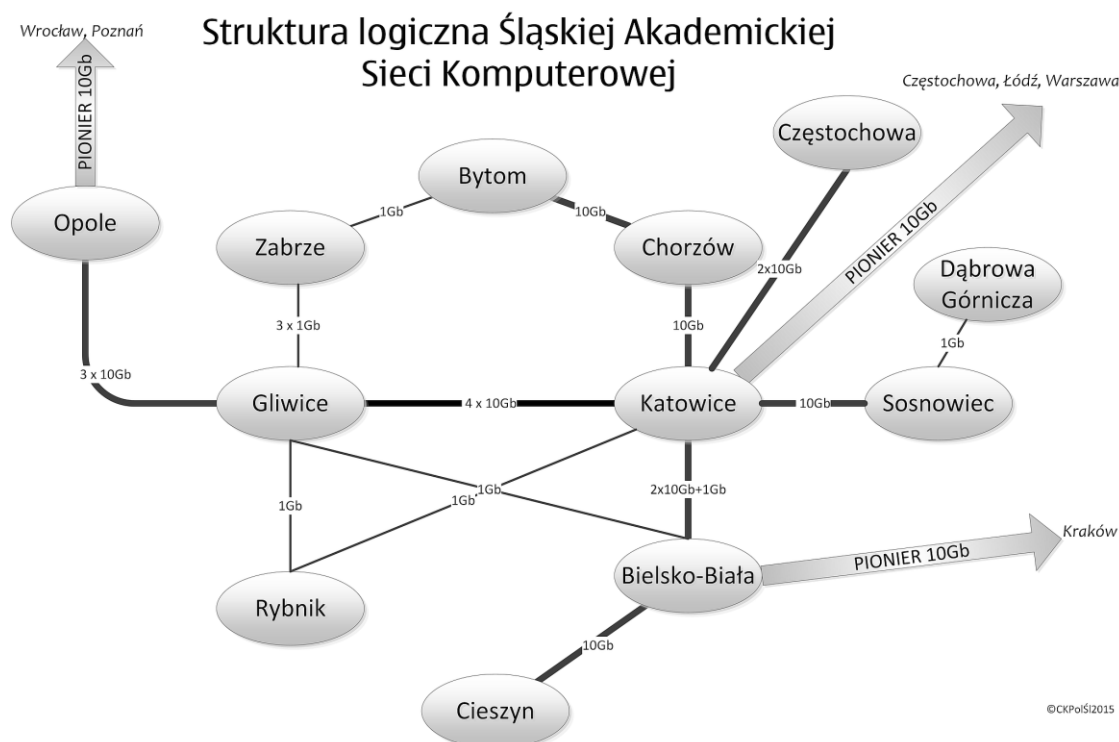 Struktura logiczna Śląskiej Akademickiej
Sieci Komputerowej
Wrocław, Poznań
PIONIER 10Gb
Częstochowa, Łódź, Warszawa
PIONIER 10Gb
Częstochowa
Bytom
Opole
Zabrze
1Gb
10Gb
Chorzów
2x10Gb
Dąbrowa
Górnicza
3 x 1Gb
10Gb
1Gb
3 x 10Gb
Gliwice
4 x 10Gb
Katowice
10Gb
Sosnowiec
1Gb
1Gb
1Gb
2x10Gb+1Gb
Kraków
PIONIER 10Gb
Bielsko-Biała
Rybnik
10Gb
Cieszyn
©CKPolSl2015